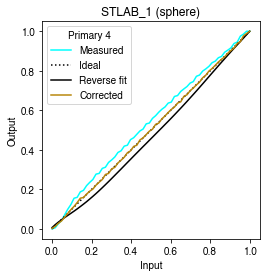 STLAB_1 (sphere)
Primary 4
Measured
Ideal
Reverse fit
Corrected
Output
1.0
0.8
0.6
0.4
0.2
0.0
0.0 0.2 0.4 0.6 0.8 1.0
Input